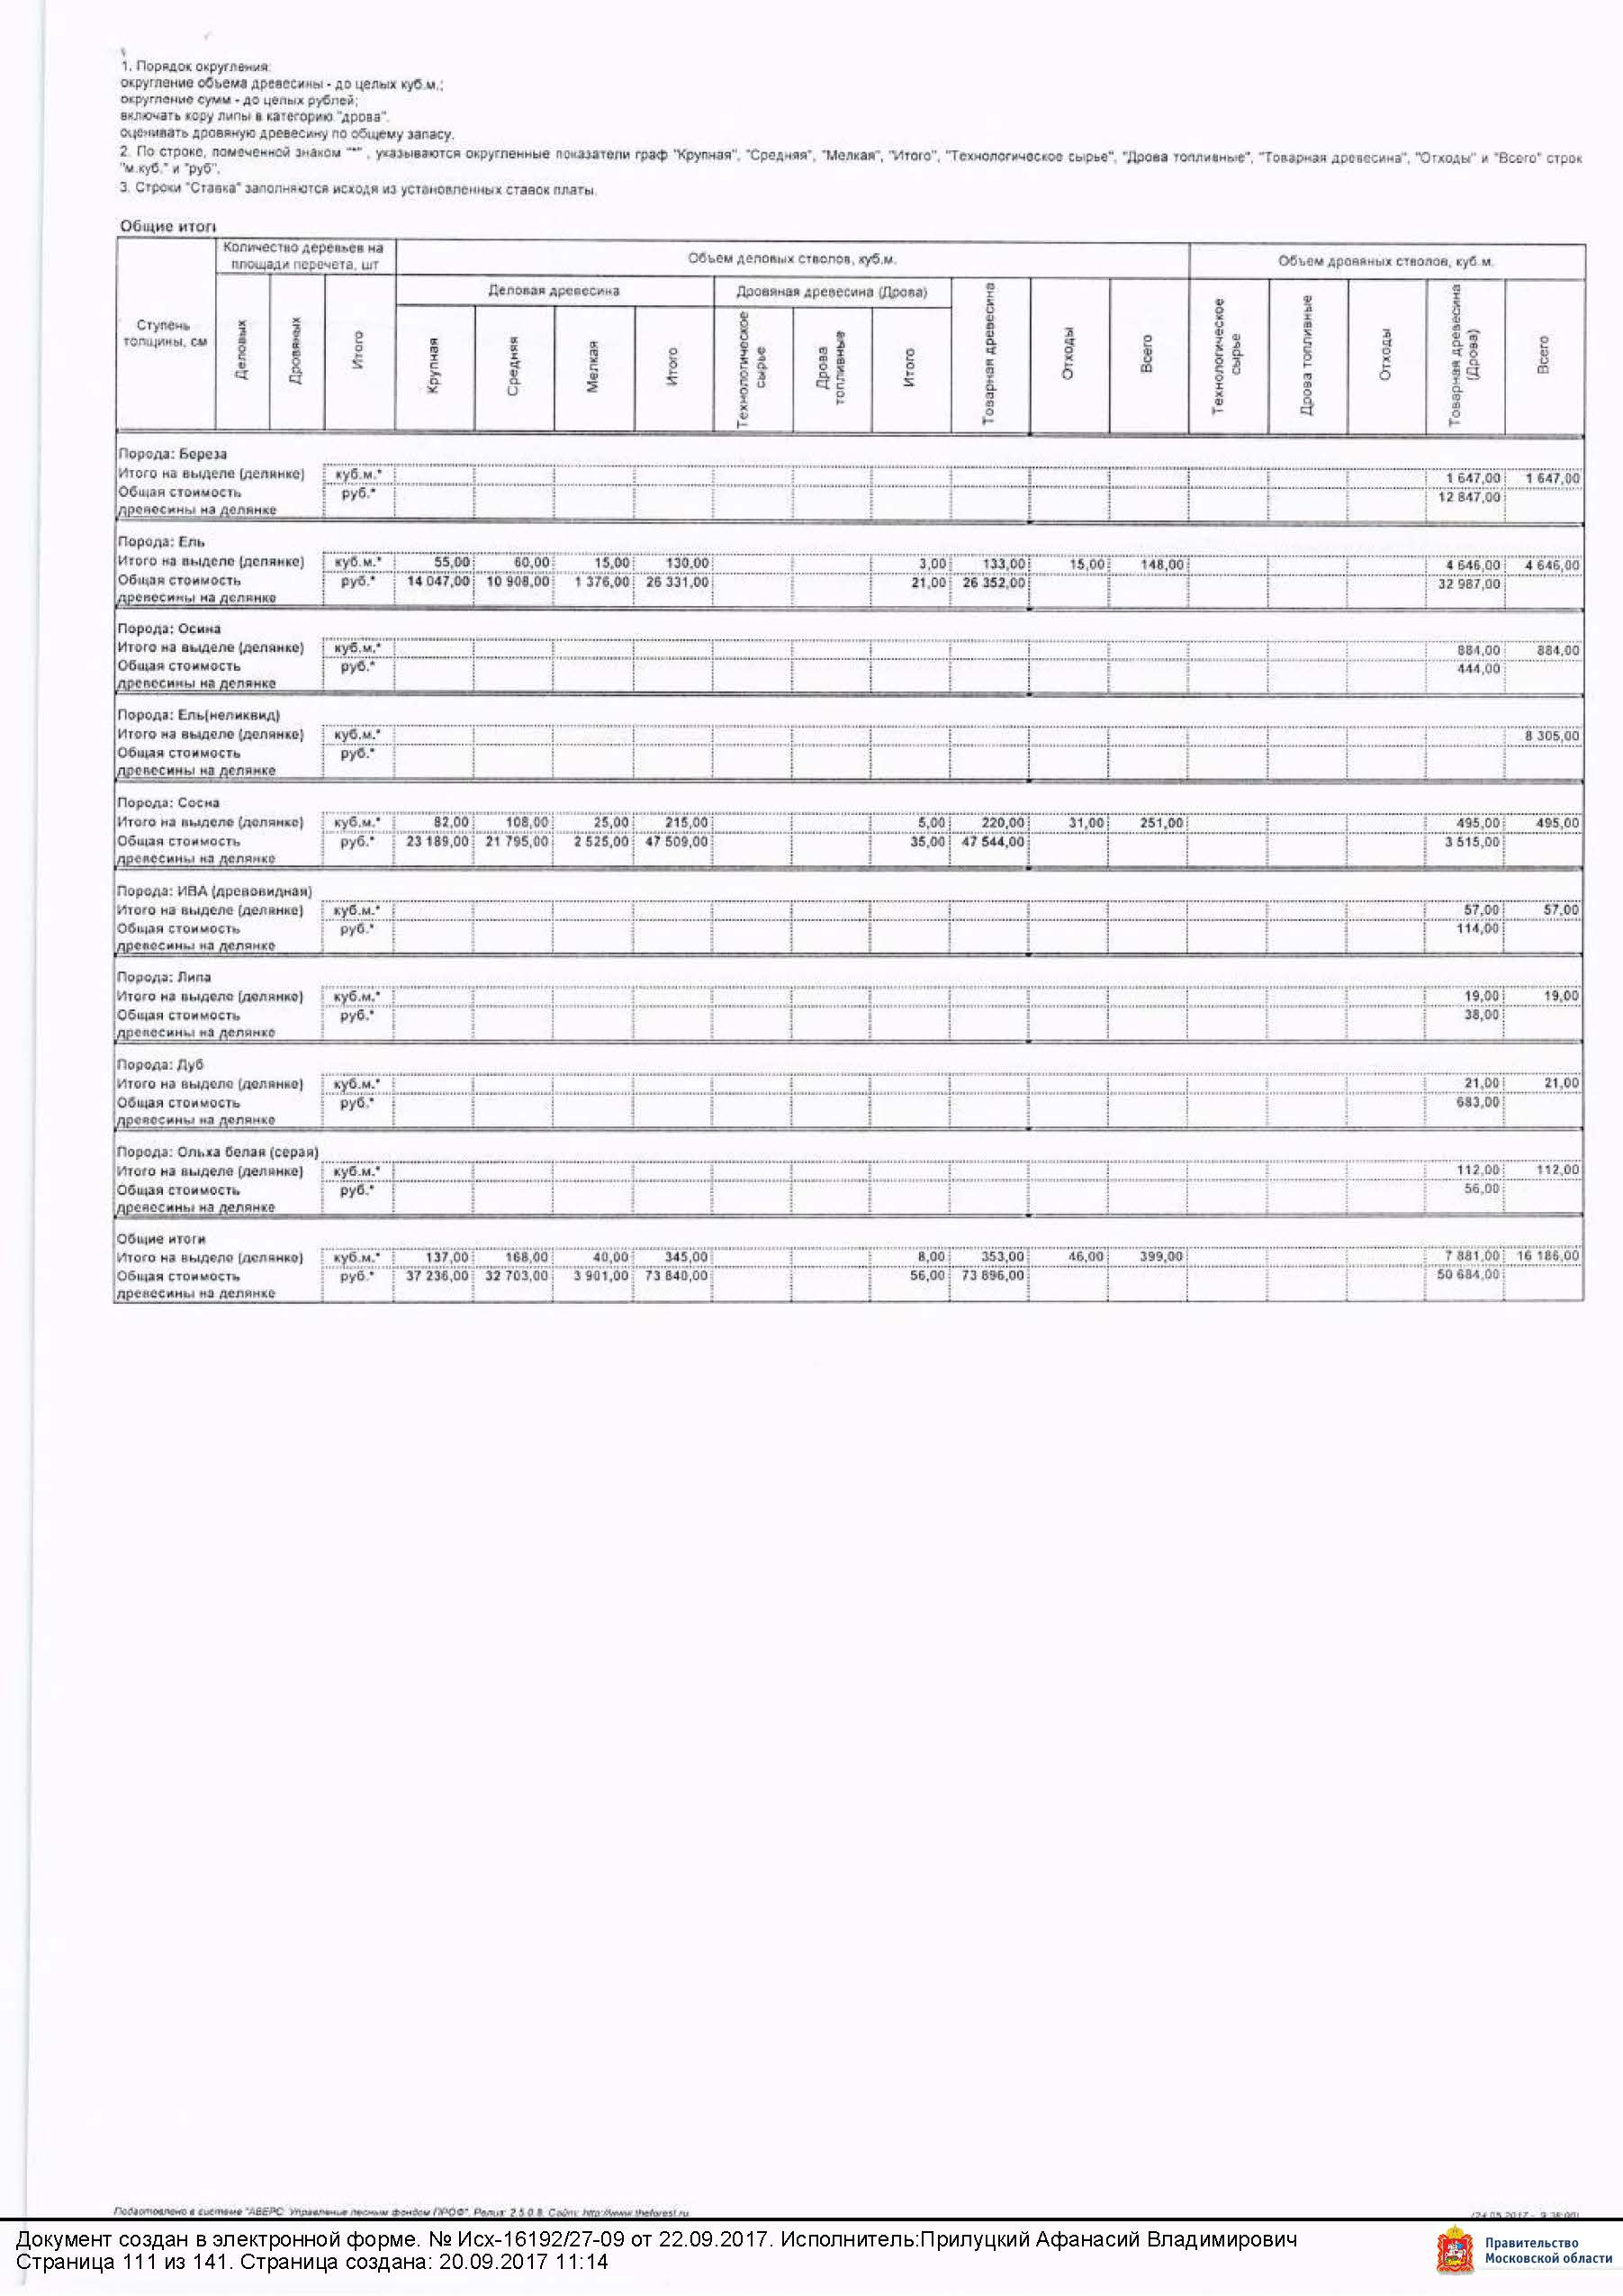 1. Порядок округления:
округление объема древесины - до целых куб.м.;
округление сумм - до целых рублей;
включать кору липы в категорию "дрова".
оценивать дровяную древесину по общему запасу.
2. По строке, помеченной знаком "*" , указываются округленные показатели граф "Крупная", "Средняя", "Мелкая", "Итого", "Технологическое сырье", "Дрова топливные", "Товарная древесина", "Отходы" и "Всего" строк
"м.куб." и "руб".
3. Строки "Ставка" заполняются исходя из установленных ставок платы.
Общие итоги
Ступень толщины, см
Количество деревьев на площади перечета, шт
Объем деловых стволов, куб.м.
Объем дровяных стволов, куб.м.
Деловая древесина
Дровяная древесина (Дрова)
Деловых
Дровяных
Итого
Крупная
Средняя
Мелкая
Итого
Технологическое сырье
Дрова топливные
Итого
Товарная древесина
Отходы
Всего
Технологическое сырье
Дрова топливные
Отходы
Товарная древесина (Дрова)
Всего
Порода: Береза
Итого на выделе (делянке) куб.м.* 1 647,00 1 647,00
Общая стоимость руб.* 12 847,00
древесины на делянке
Порода: Ель
Итого на выделе (делянке) куб.м.* 55,00 60,00 15,00 130,00 3,00 133,00 15,00 148,00 4 646,00 4 646,00
Общая стоимость руб.* 14 047,00 10 908,00 1 376,00 26 331,00 21,00 26 352,00 32 987,00
древесины на делянке
Порода: Осина
Итого на выделе (делянке) куб.м.* 884,00 884,00
Общая стоимость руб.* 444,00
древесины на делянке
Порода: Ель(неликвид)
Итого на выделе (делянке) куб.м.* 8 305,00
Общая стоимость руб.*
древесины на делянке
Порода: Сосна
Итого на выделе (делянке) куб.м.* 82,00 108,00 25,00 215,00 5,00 220,00 31,00 251,00 495,00 495,00
Общая стоимость руб.* 23 189,00 21 795,00 2 525,00 47 509,00 35,00 47 544,00 3 515,00
древесины на делянке
Порода: ИВА (древовидная)
Итого на выделе (делянке) куб.м.* 57,00 57,00
Общая стоимость руб.* 114,00
древесины на делянке
Порода: Липа
Итого на выделе (делянке) куб.м.* 19,00 19,00
Общая стоимость руб.* 38,00
древесины на делянке
Порода: Дуб
Итого на выделе (делянке) куб.м.* 21,00 21,00
Общая стоимость руб.* 683,00
древесины на делянке
Порода: Ольха белая (серая)
Итого на выделе (делянке) куб.м.* 112,00 112,00
Общая стоимость руб.* 56,00
древесины на делянке
Общие итоги
Итого на выделе (делянке) куб.м.* 137,00 168,00 40,00 345,00 8,00 353,00 46,00 399,00 7 881,00 16 186,00
Общая стоимость руб.* 37 236,00 32 703,00 3 901,00 73 840,00 56,00 73 896,00 50 684,00
древесины на делянке
Подготовлено в системе "АВЕРС: Управление лесным фондом ПРОФ". Релиз: 2.5.0.8. Сайт: http://www.theforest.ru
Документ создан в электронной форме. № Исх-16192/27-09 от 22.09.2017. Исполнитель:Прилуцкий Афанасий Владимирович
Страница 111 из 141. Страница создана: 20.09.2017 11:14
Правительство
Московской области